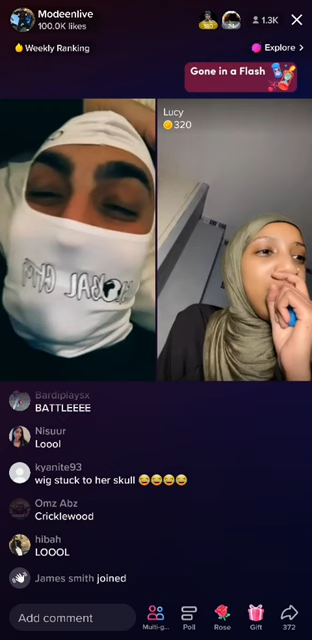 Modeenlive
100.0K likes
1.3K
Weekly Ranking
Explore >
Gone in a Flash
Lucy
320
Bardiplaysx
BATTLEEEE
Nisuur
Loool
kyanite93
wig stuck to her skull 😂😂😂😂
Omz Abz
Cricklewood
hibah
LOOOL
James smith joined
Add comment
Multi-g...
Poll
Rose
Gift
372